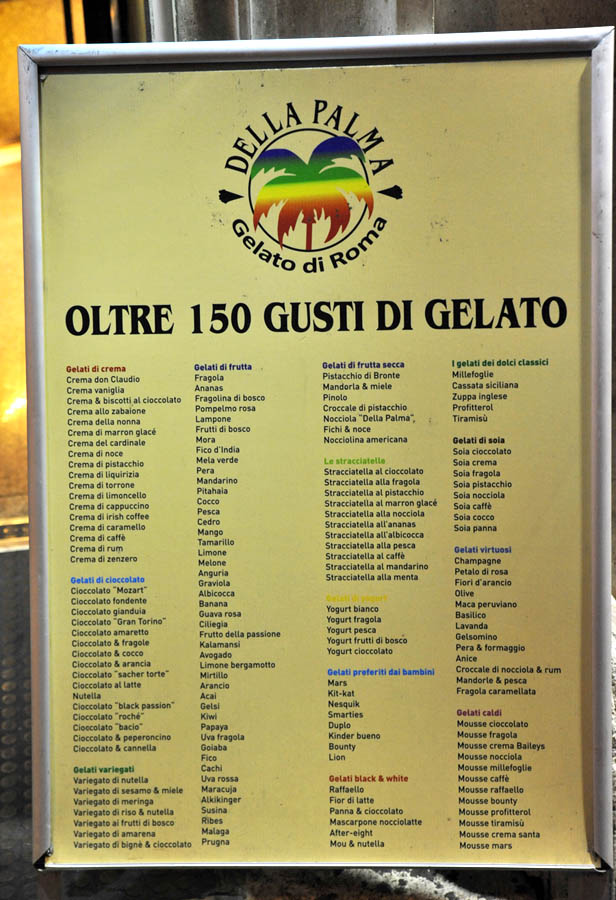 DELLA PALMA
Gelato di Roma
OLTRE 150 GUSTI DI GELATO
Gelati di crema
Crema don Claudio
Crema vaniglia
Crema & biscotti al cioccolato
Crema allo zabaione
Crema della nonna
Crema di marron glacé
Crema del cardinale
Crema di noce
Crema di pistacchio
Crema di liquirizia
Crema di torrone
Crema di limoncello
Crema di cappuccino
Crema di irish coffee
Crema di caramello
Crema di caffè
Crema di rum
Crema di zenzero
Gelati di cioccolato
Cioccolato "Mozart"
Cioccolato fondente
Cioccolato gianduia
Cioccolato "Gran Torino"
Cioccolato amaretto
Cioccolato & fragole
Cioccolato & cocco
Cioccolato & arancia
Cioccolato "sacher torte"
Cioccolato al latte
Nutella
Cioccolato "black passion"
Cioccolato "roché"
Cioccolato "bacio"
Cioccolato & peperoncino
Cioccolato & cannella
Gelati variegati
Variegato di nutella
Variegato di sesamo & miele
Variegato di meringa
Variegato di riso & nutella
Variegato ai frutti di bosco
Variegato di amarena
Variegato di bignè & cioccolato
Gelati di frutta
Fragola
Ananas
Fragolina di bosco
Pompelmo rosa
Lampone
Frutti di bosco
Mora
Fico d'India
Mela verde
Pera
Mandarino
Pitahaia
Cocco
Pesca
Cedro
Mango
Tamarillo
Limone
Melone
Anguria
Graviola
Albicocca
Banana
Guava rosa
Ciliegia
Frutto della passione
Kalamansi
Avogado
Limone bergamotto
Mirtillo
Arancio
Acai
Gelsi
Kiwi
Papaya
Uva fragola
Goiaba
Fico
Cachi
Uva rossa
Maracuja
Alkikinger
Susina
Ribes
Malaga
Prugna
Gelati di frutta secca
Pistacchio di Bronte
Mandorla & miele
Pinolo
Croccale di pistacchio
Nocciola "Della Palma",
Fichi & noce
Nocciolina americana
Le stracciatelle
Stracciatella al cioccolato
Stracciatella alla fragola
Stracciatella al pistacchio
Stracciatella al marron glacé
Stracciatella alla nocciola
Stracciatella all'ananas
Stracciatella all'albicocca
Stracciatella alla pesca
Stracciatella al caffè
Stracciatella al mandarino
Stracciatella alla menta
Gelati di yogurt
Yogurt bianco
Yogurt fragola
Yogurt pesca
Yogurt frutti di bosco
Yogurt cioccolato
Gelati preferiti dai bambini
Mars
Kit-kat
Nesquik
Smarties
Duplo
Kinder bueno
Bounty
Lion
Gelati black & white
Raffaello
Fior di latte
Panna & cioccolato
Mascarpone nocciolatte
After-eight
Mou & nutella
I gelati dei dolci classici
Millefoglie
Cassata siciliana
Zuppa inglese
Profitterol
Tiramisù
Gelati di soia
Soia cioccolato
Soia crema
Soia fragola
Soia pistacchio
Soia nocciola
Soia caffè
Soia cocco
Soia panna
Gelati virtuosi
Champagne
Petalo di rosa
Fiori d'arancio
Olive
Maca peruviano
Basilico
Lavanda
Gelsomino
Pera & formaggio
Anice
Croccale di nocciola & rum
Mandorle & pesca
Fragola caramellata
Gelati caldi
Mousse cioccolato
Mousse fragola
Mousse crema Baileys
Mousse nocciola
Mousse millefoglie
Mousse caffè
Mousse raffaello
Mousse bounty
Mousse profitterol
Mousse tiramisù
Mousse crema santa
Mousse mars